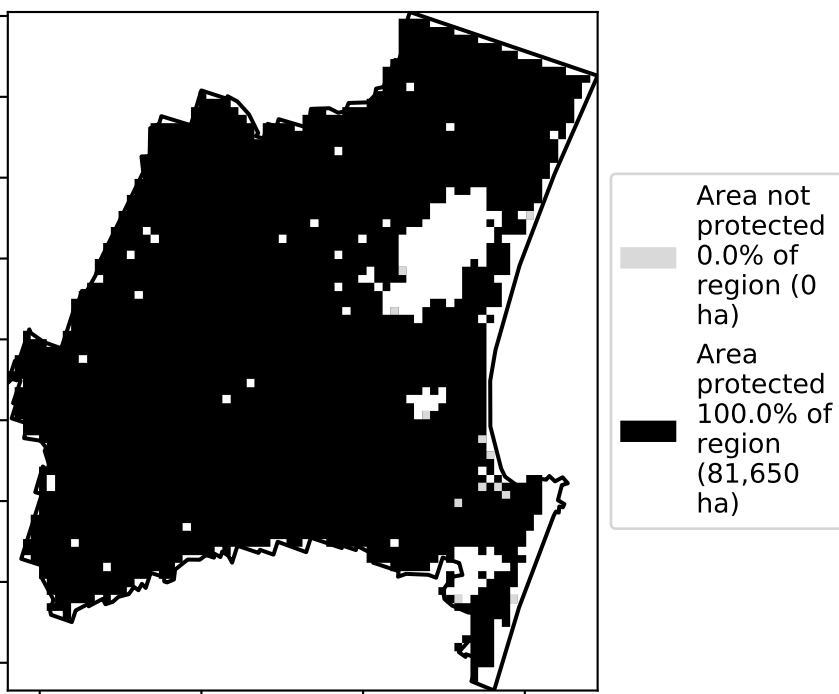 Area not
protected
0.0% of
region (0
ha)
Area
protected
100.0% of
region
(81,650
ha)